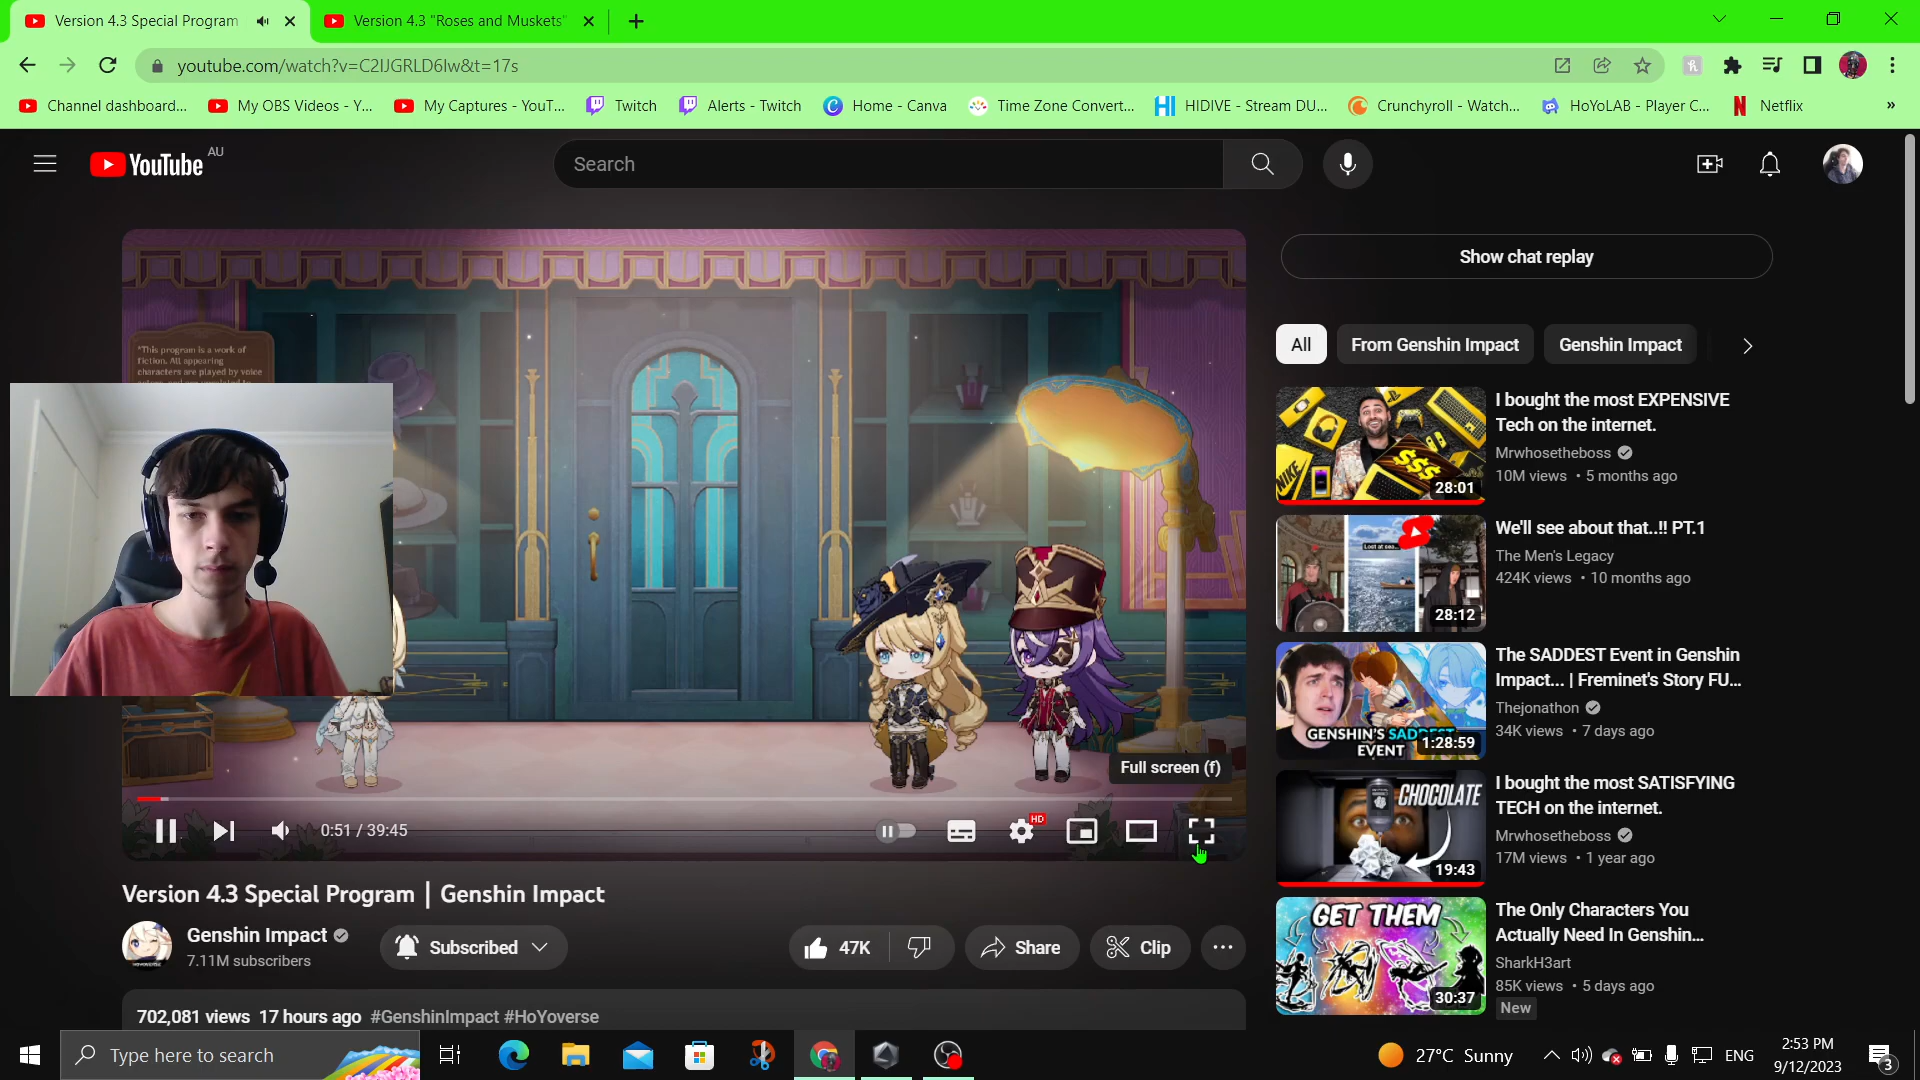 Version 4.3 Special Program
Version 4.3 "Roses and Muskets"
youtube.com/watch?v=C2IJGRLD6Iw&t=17s
Channel dashboard...
My OBS Videos - Y...
My Captures - YouT...
Twitch
Alerts - Twitch
Home - Canva
Time Zone Convert...
HIDIVE - Stream DU...
Crunchyroll - Watch...
HoYoLAB - Player C...
Netflix
»
YouTube AU
Search
Show chat replay
All
From Genshin Impact
Genshin Impact
*This program is a work of
fiction. All appearing
characters are played by voice
Full screen (f)
0:51 / 39:45
HD
Version 4.3 Special Program | Genshin Impact
Genshin Impact
7.11M subscribers
Subscribed
47K
Share
Clip
702,081 views 17 hours ago #GenshinImpact #HoYoverse
NIKE
$$$
28:01
I bought the most EXPENSIVE
Tech on the internet.
Mrwhosetheboss
10M views • 5 months ago
Lost at sea...
28:12
We'll see about that..!! PT.1
The Men's Legacy
424K views • 10 months ago
GENSHIN'S SADDEST
EVENT
1:28:59
The SADDEST Event in Genshin
Impact... | Freminet's Story FU...
Thejonathon
34K views • 7 days ago
CHOCOLATE
19:43
I bought the most SATISFYING
TECH on the internet.
Mrwhosetheboss
17M views • 1 year ago
GET THEM
30:37
The Only Characters You
Actually Need In Genshin...
SharkH3art
85K views • 5 days ago
New
Type here to search
27°C Sunny
ENG
2:53 PM
9/12/2023
3